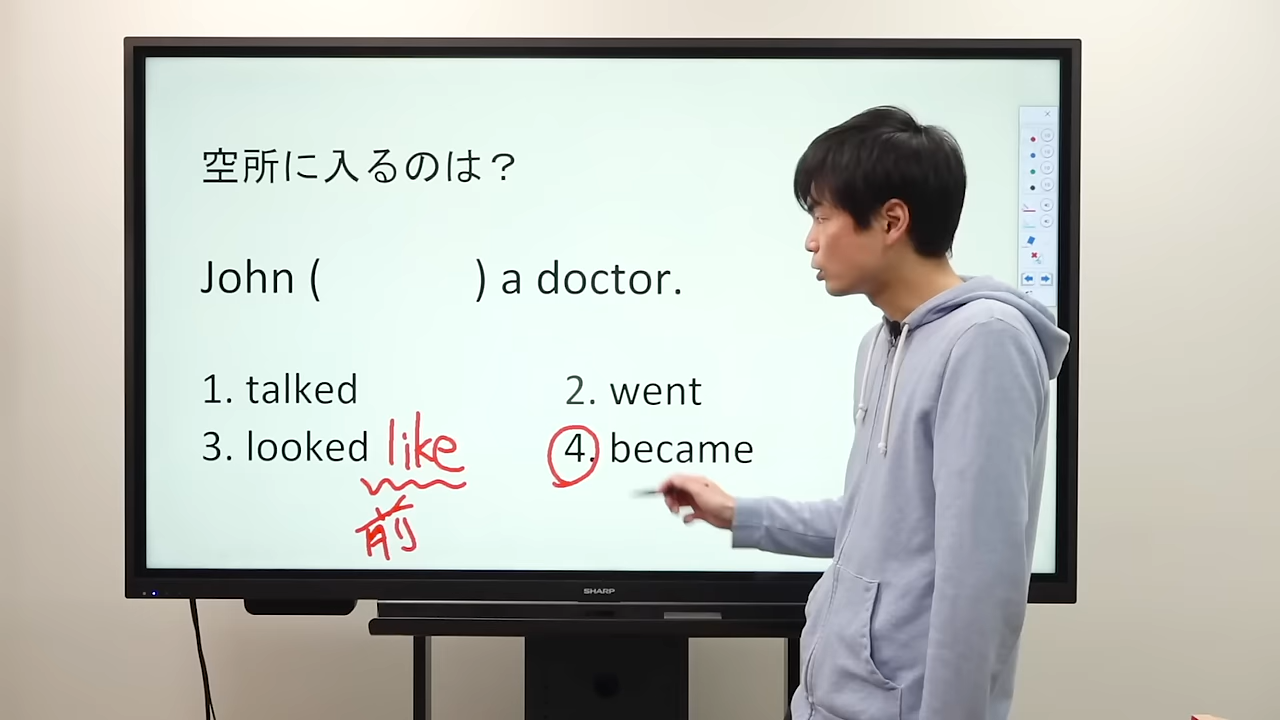 空所に入るのは？
John ( ) a doctor.
1. talked 2. went
3. looked like 4. became
前
SHARP